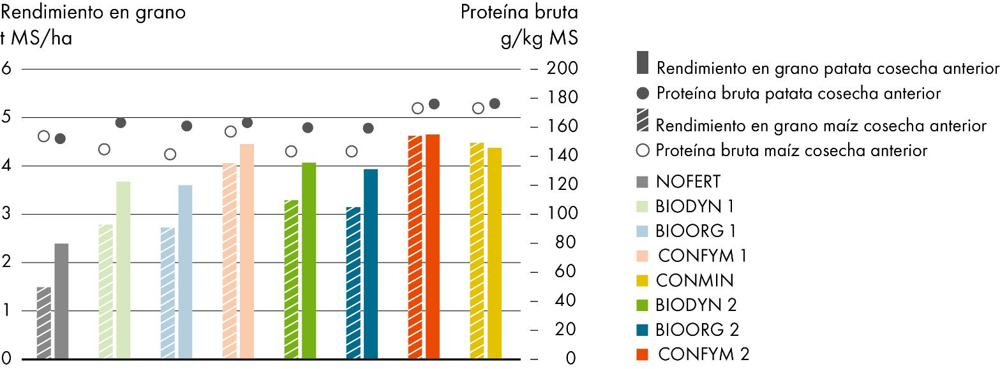 Rendimiento en grano
t MS/ha
Proteína bruta
g/kg MS
6
5
4
3
2
1
0
200
180
160
140
120
100
80
60
40
20
0
Rendimiento en grano patata cosecha anterior
Proteína bruta patata cosecha anterior
Rendimiento en grano maíz cosecha anterior
Proteína bruta maíz cosecha anterior
NOFERT
BIODYN 1
BIOORG 1
CONFYM 1
CONMIN
BIODYN 2
BIOORG 2
CONFYM 2